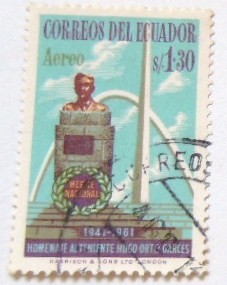 CORREOS DEL ECUADOR
Aereo
S/1·30
HEROE
NACIONAL
1941-1961
HOMENAJE AL TENIENTE HUGO ORTIZ GARCES
HARRISON & SONS LTD LONDON
CORREOS